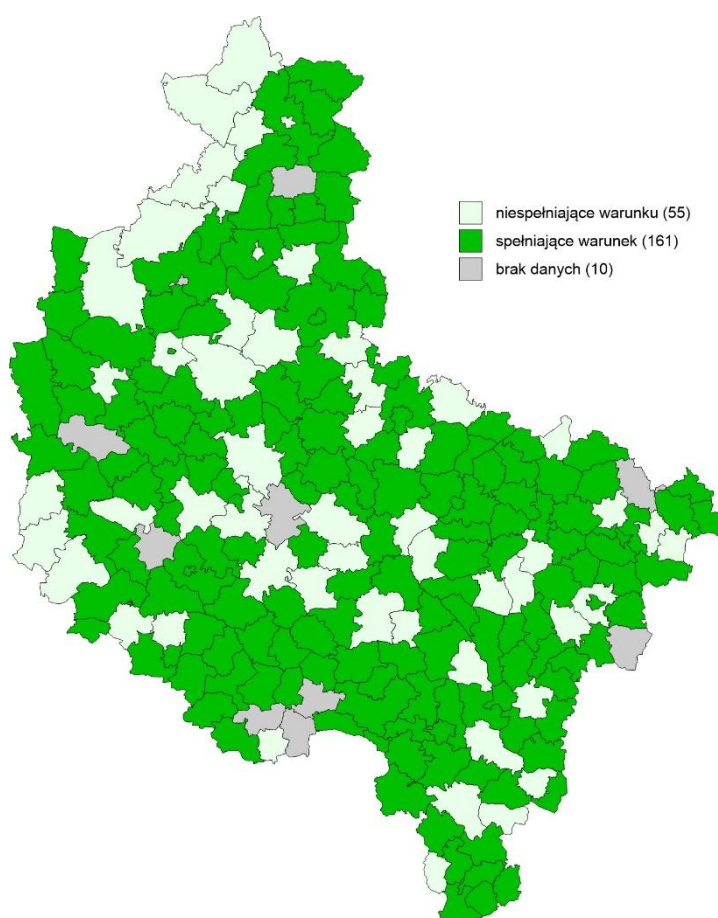 niespełniające warunku (55)
spełniające warunek (161)
brak danych (10)